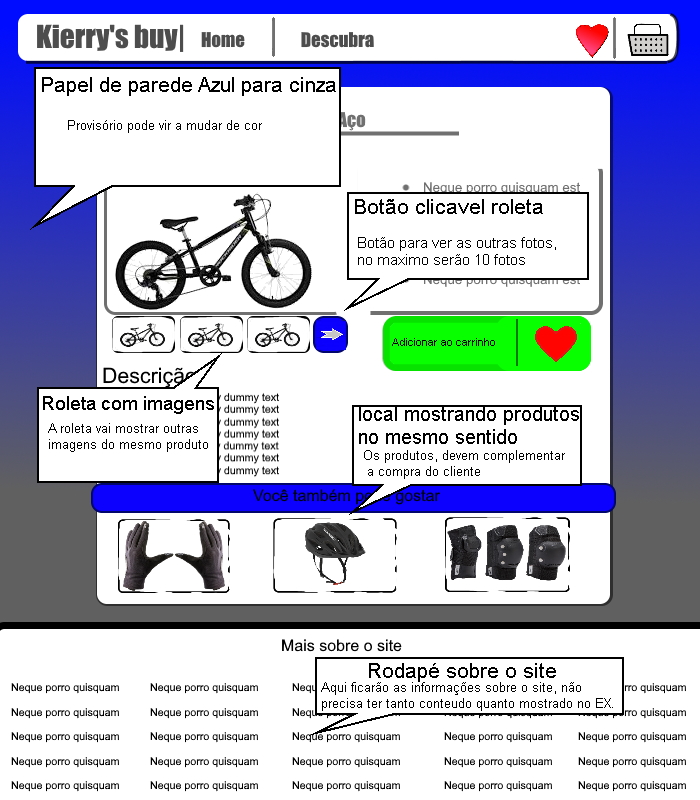 Kierry's buy|
Home
Descubra
Papel de parede Azul para cinza
Provisório pode vir a mudar de cor
Aço
Neque porro quisquam est
Botão clicavel roleta
Botão para ver as outras fotos,
no maximo serão 10 fotos
Neque porro quisquam est
Adicionar ao carrinho
Descrição
Roleta com imagens
A roleta vai mostrar outras
imagens do mesmo produto
dummy text
dummy text
dummy text
dummy text
dummy text
dummy text
dummy text
local mostrando produtos
no mesmo sentido
Os produtos, devem complementar
a compra do cliente
Você também gostar
Mais sobre o site
Rodapé sobre o site
Aqui ficarão as informações sobre o site, não
precisa ter tanto conteudo quanto mostrado no EX.
Neque porro quisquam Neque porro quisquam porro quisquam
Neque porro quisquam Neque porro quisquam
Neque porro quisquam Neque porro quisquam Neque porro quisquam Neque porro quisquam Neque porro quisquam
Neque porro quisquam Neque porro quisquam Neque porro quisquam Neque porro quisquam Neque porro quisquam
Neque porro quisquam Neque porro quisquam Neque porro quisquam Neque porro quisquam Neque porro quisquam